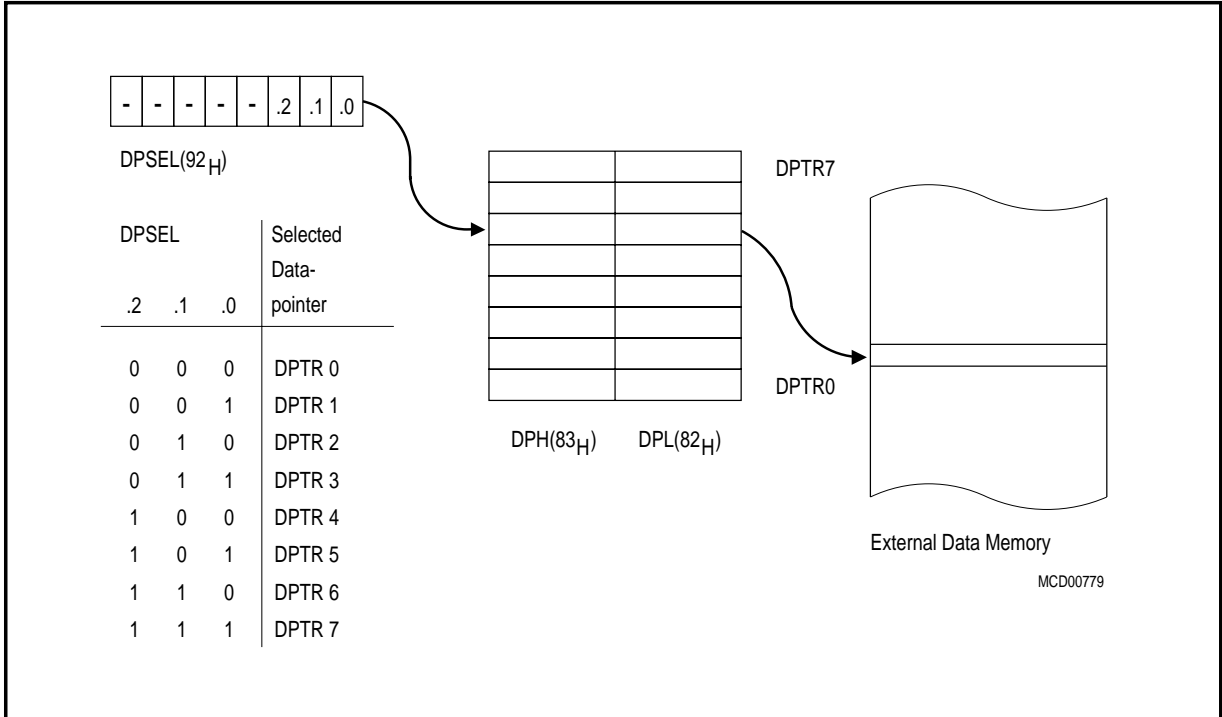 - - - - - .2 .1 .0
DPSEL(92H)
DPSEL Selected
Data-
.2 .1 .0 pointer
0 0 0 DPTR 0
0 0 1 DPTR 1
0 1 0 DPTR 2
0 1 1 DPTR 3
1 0 0 DPTR 4
1 0 1 DPTR 5
1 1 0 DPTR 6
1 1 1 DPTR 7
DPTR7
DPTR0
DPH(83H) DPL(82H)
External Data Memory
MCD00779